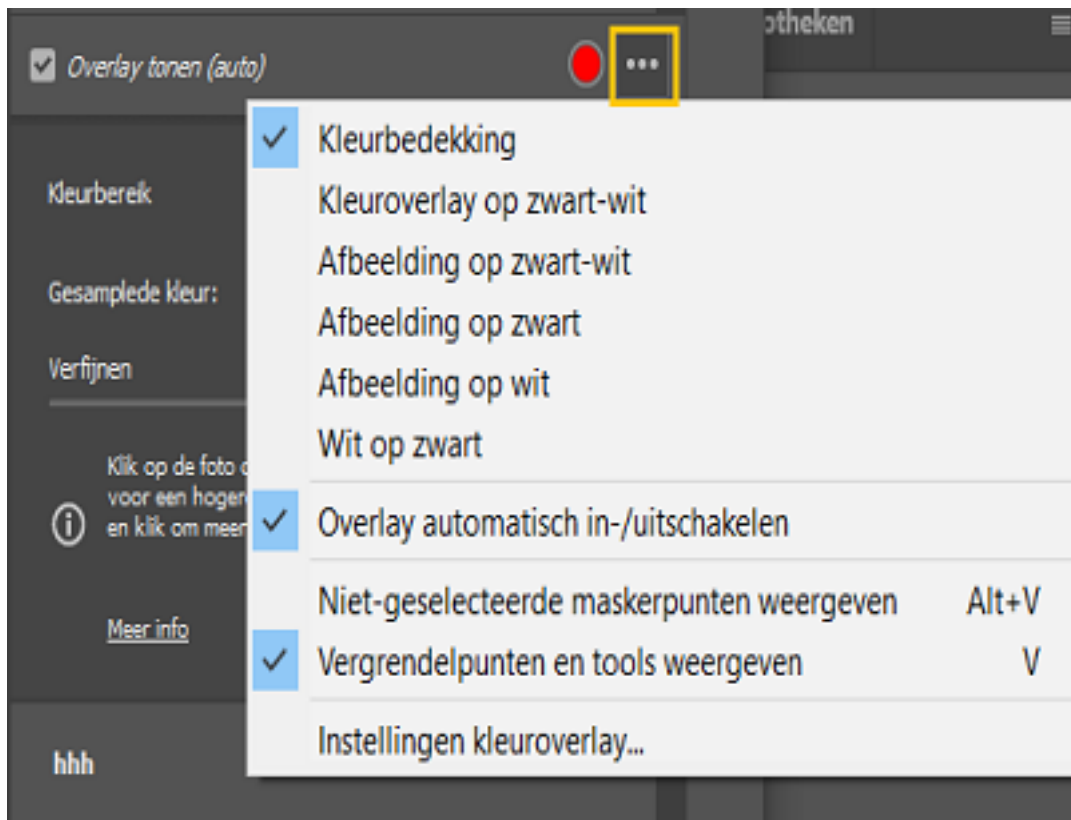 otheken
Overlay tonen (auto)
Kleurbedekking
Kleuroverlay op zwart-wit
Kleurbereik
Afbeelding op zwart-wit
Gesamplede kleur:
Afbeelding op zwart
Verfijnen
Afbeelding op wit
Wit op zwart
Klik op de foto
voor een hoger
en klik om meer
Overlay automatisch in-/uitschakelen
Niet-geselecteerde maskerpunten weergeven Alt+V
Meer info
Vergrendelpunten en tools weergeven V
Instellingen kleuroverlay...
hhh